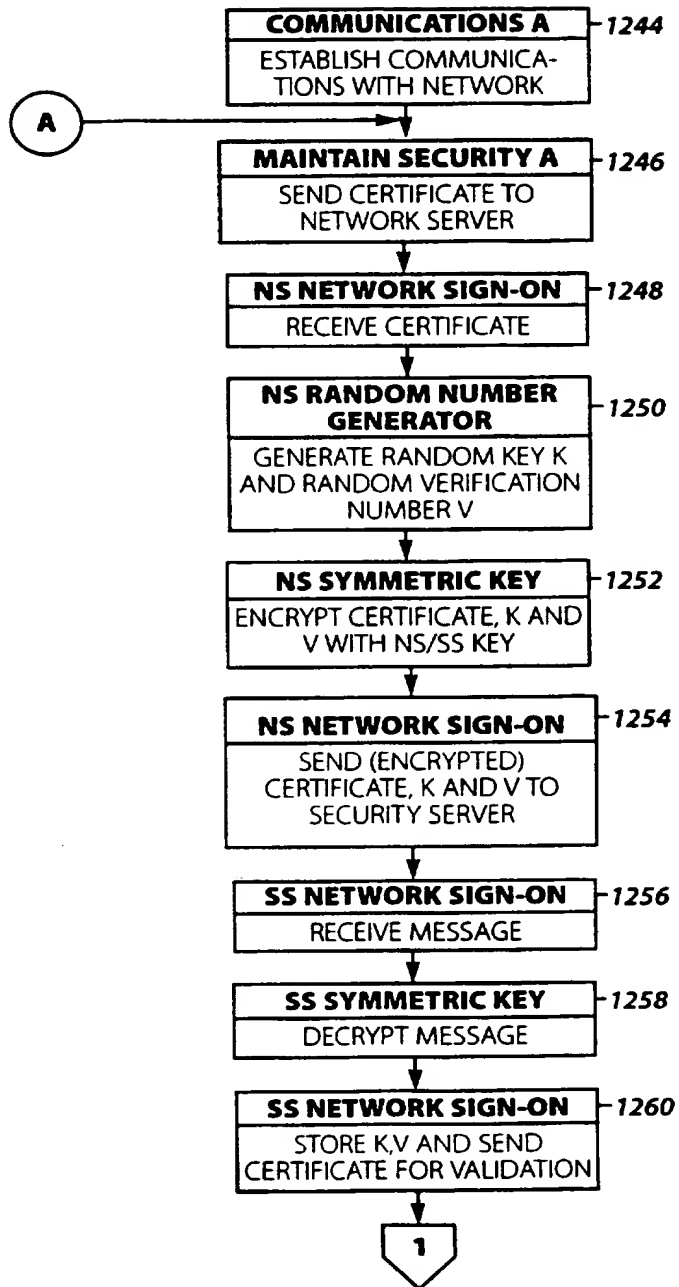 COMMUNICATIONS A
1244
ESTABLISH COMMUNICA-
TIONS WITH NETWORK
A
MAINTAIN SECURITY A
1246
SEND CERTIFICATE TO
NETWORK SERVER
NS NETWORK SIGN-ON
1248
RECEIVE CERTIFICATE
NS RANDOM NUMBER
GENERATOR
1250
GENERATE RANDOM KEY K
AND RANDOM VERIFICATION
NUMBER V
NS SYMMETRIC KEY
1252
ENCRYPT CERTIFICATE, K AND
V WITH NS/SS KEY
NS NETWORK SIGN-ON
1254
SEND (ENCRYPTED)
CERTIFICATE, K AND V TO
SECURITY SERVER
SS NETWORK SIGN-ON
1256
RECEIVE MESSAGE
SS SYMMETRIC KEY
1258
DECRYPT MESSAGE
SS NETWORK SIGN-ON
1260
STORE K,V AND SEND
CERTIFICATE FOR VALIDATION
1